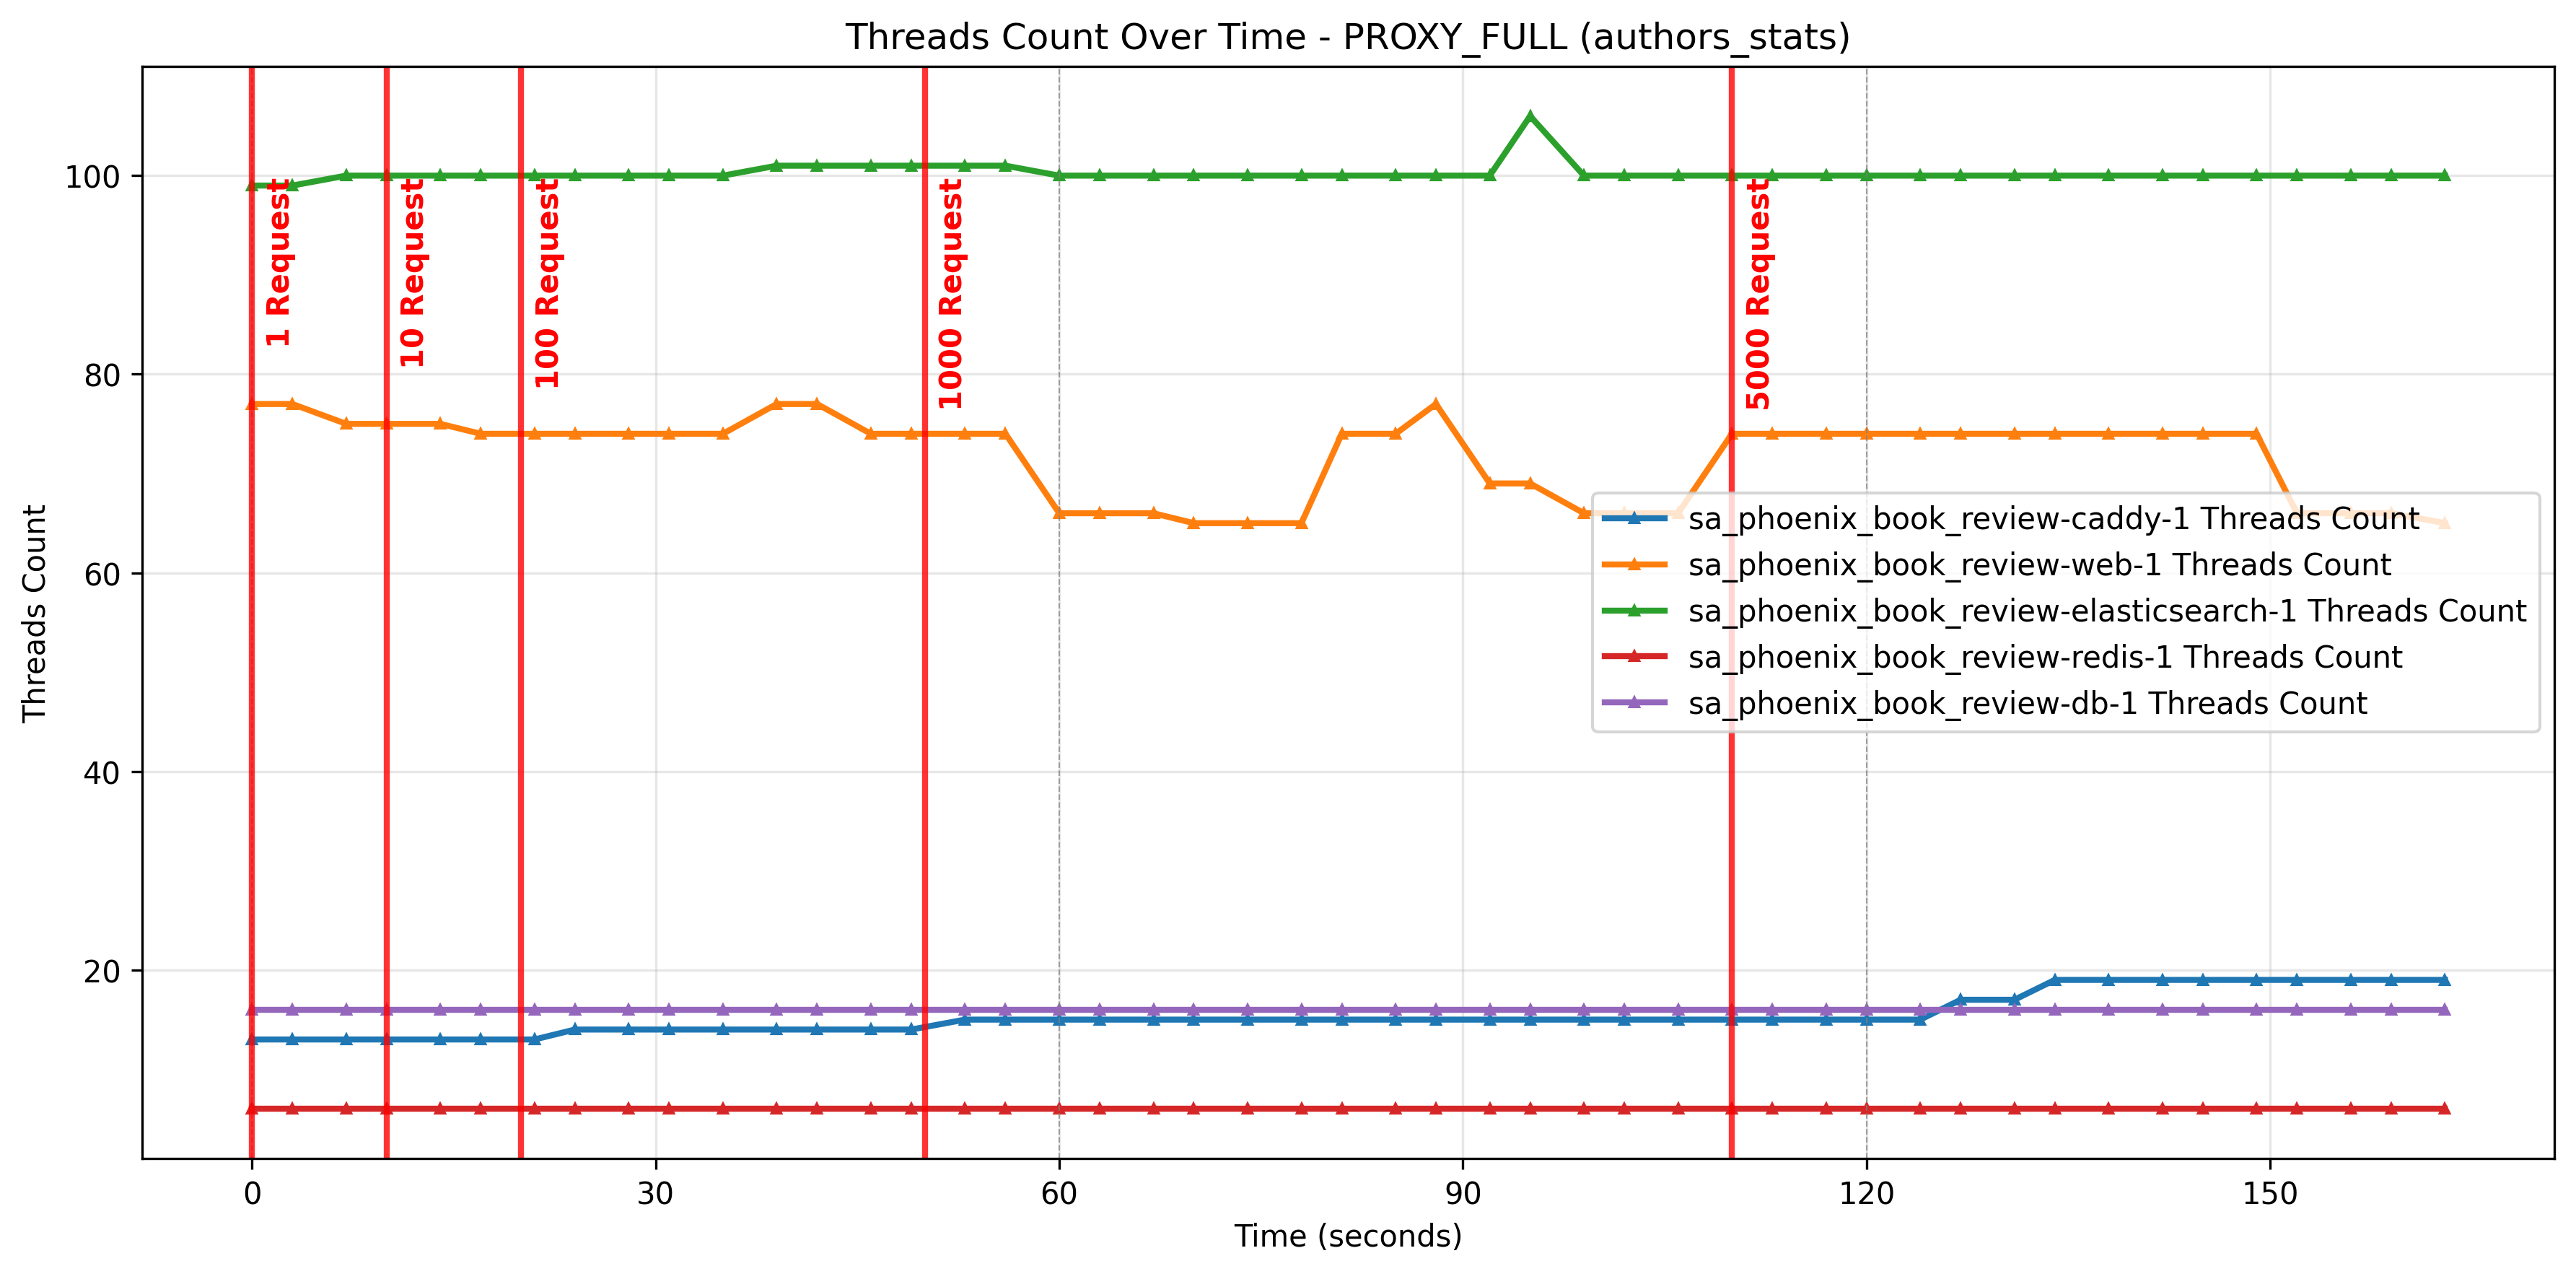 Threads Count Over Time - PROXY_FULL (authors_stats)
Threads Count
100
80
60
40
20
1 Request
10 Request
100 Request
1000 Request
5000 Request
sa_phoenix_book_review-caddy-1 Threads Count
sa_phoenix_book_review-web-1 Threads Count
sa_phoenix_book_review-elasticsearch-1 Threads Count
sa_phoenix_book_review-redis-1 Threads Count
sa_phoenix_book_review-db-1 Threads Count
0 30 60 90 120 150
Time (seconds)